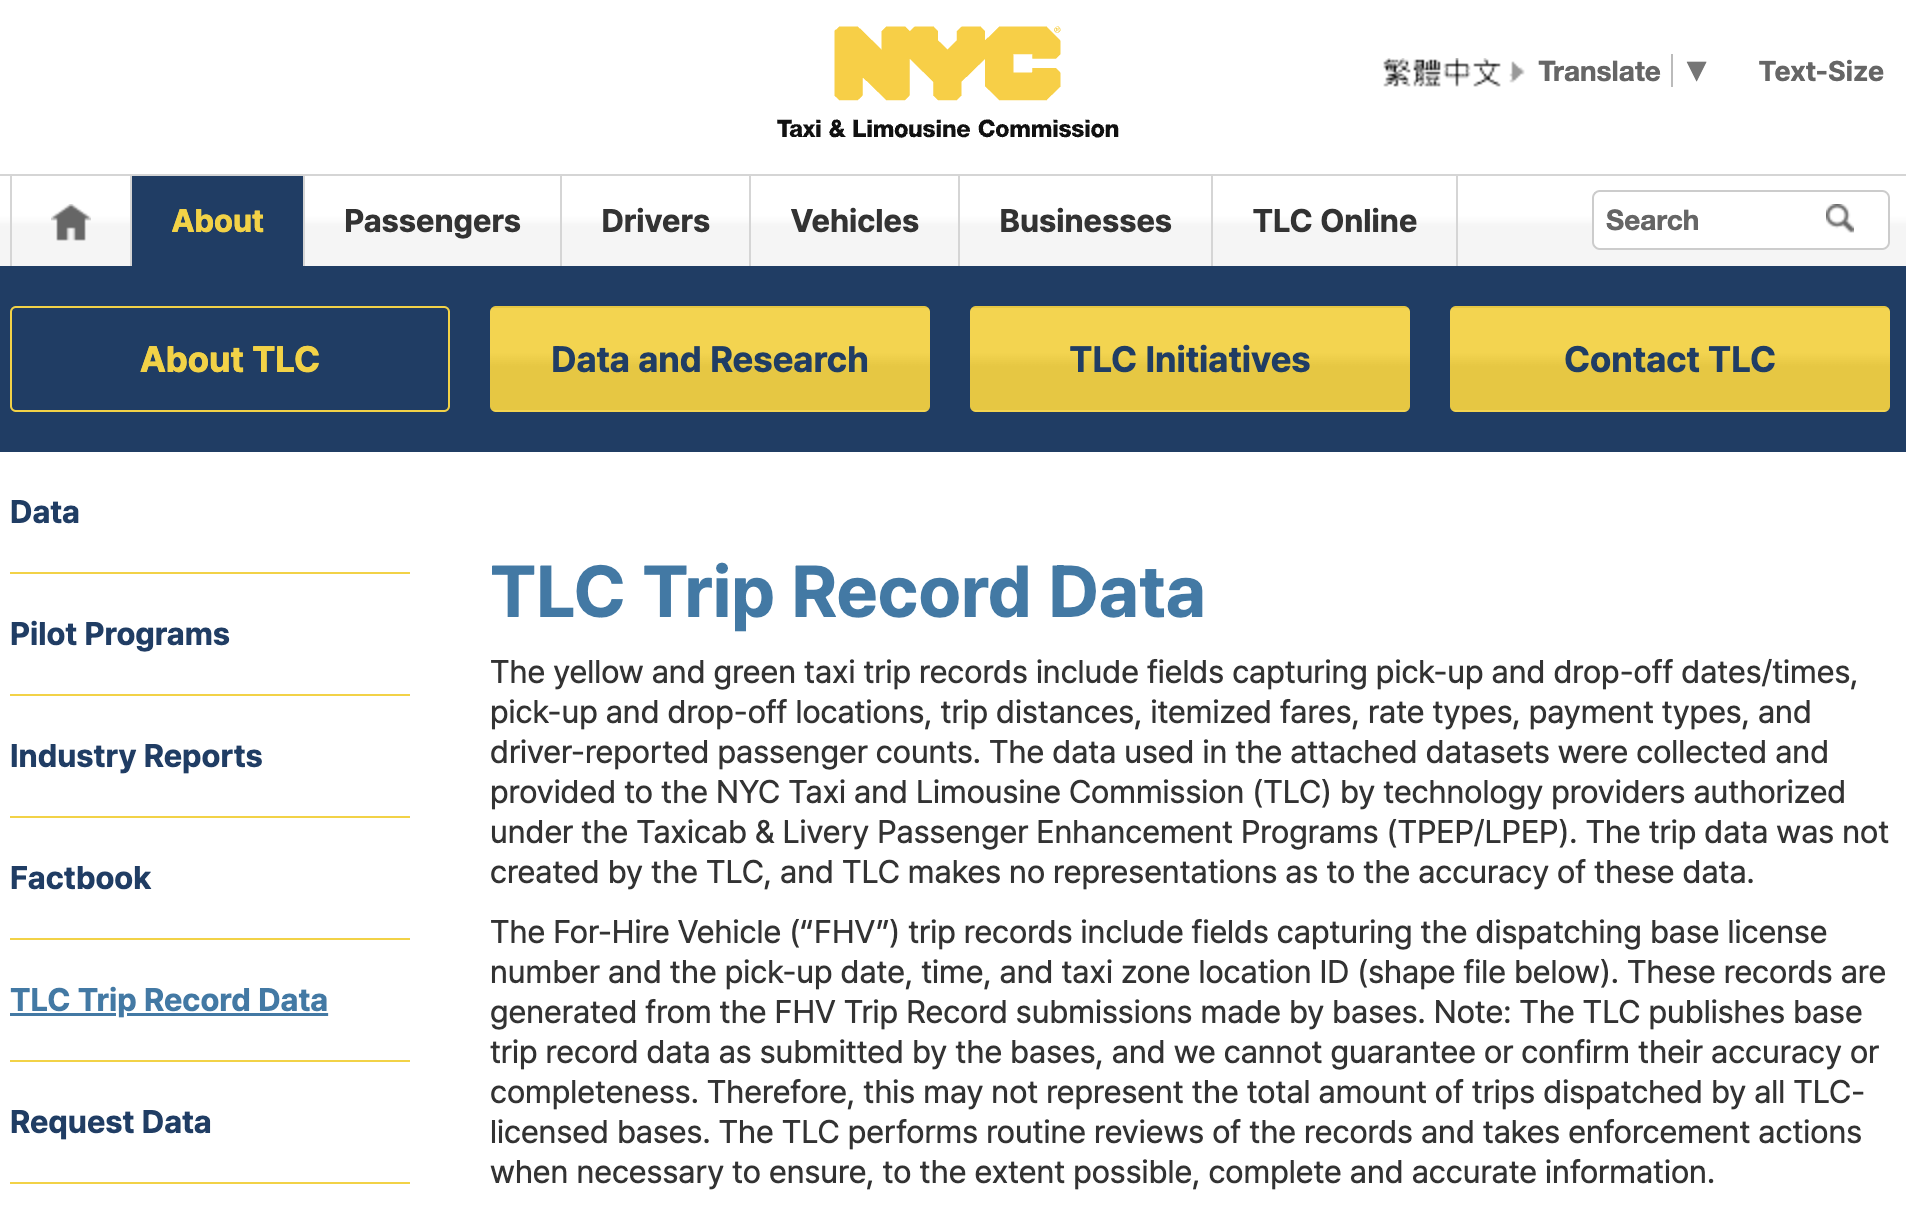 NYC
Taxi & Limousine Commission
繁體中文 Translate ▼ Text-Size
About Passengers Drivers Vehicles Businesses TLC Online Search
About TLC Data and Research TLC Initiatives Contact TLC
Data
Pilot Programs
Industry Reports
Factbook
TLC Trip Record Data
Request Data
TLC Trip Record Data
The yellow and green taxi trip records include fields capturing pick-up and drop-off dates/times,
pick-up and drop-off locations, trip distances, itemized fares, rate types, payment types, and
driver-reported passenger counts. The data used in the attached datasets were collected and
provided to the NYC Taxi and Limousine Commission (TLC) by technology providers authorized
under the Taxicab & Livery Passenger Enhancement Programs (TPEP/LPEP). The trip data was not
created by the TLC, and TLC makes no representations as to the accuracy of these data.
The For-Hire Vehicle (“FHV”) trip records include fields capturing the dispatching base license
number and the pick-up date, time, and taxi zone location ID (shape file below). These records are
generated from the FHV Trip Record submissions made by bases. Note: The TLC publishes base
trip record data as submitted by the bases, and we cannot guarantee or confirm their accuracy or
completeness. Therefore, this may not represent the total amount of trips dispatched by all TLC-
licensed bases. The TLC performs routine reviews of the records and takes enforcement actions
when necessary to ensure, to the extent possible, complete and accurate information.